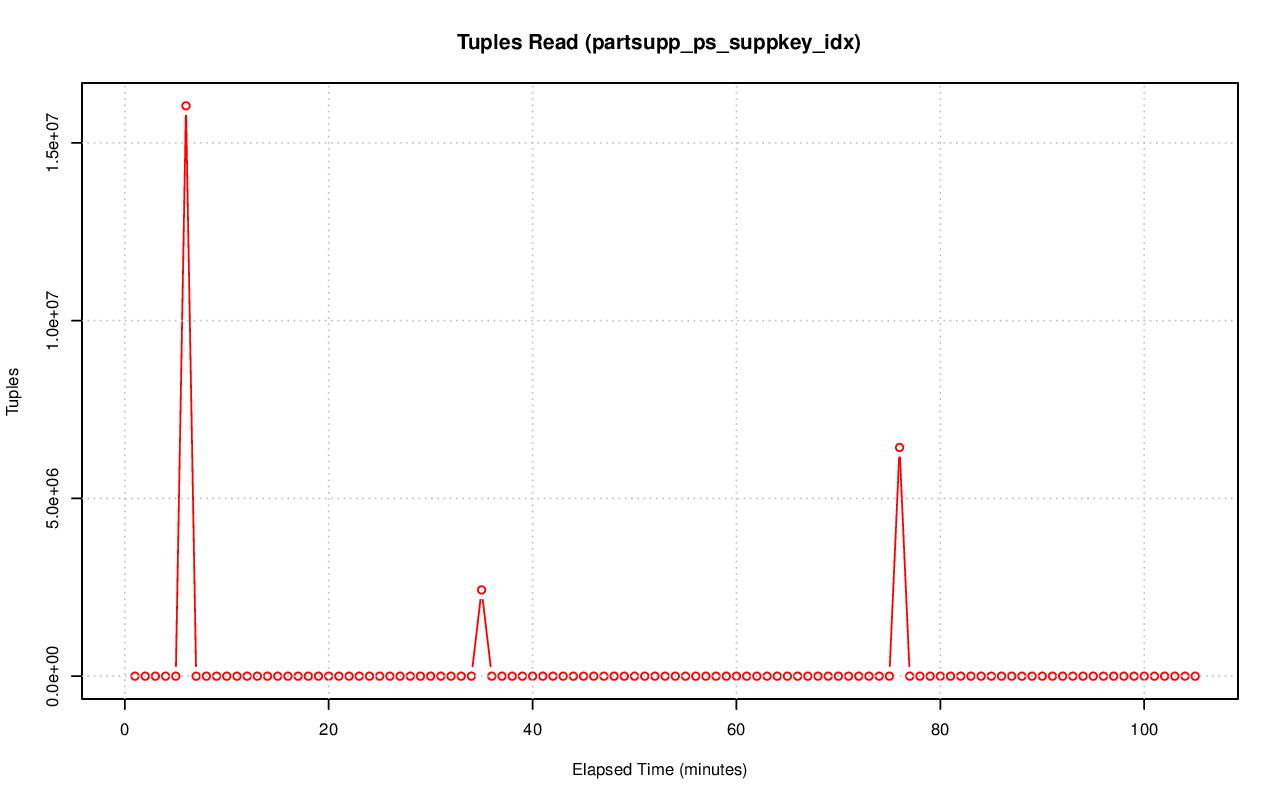 Tuples Read (partsupp_ps_suppkey_idx)
1.5e+07
1.0e+07
5.0e+06
0.0e+00
Tuples
0 20 40 60 80 100
Elapsed Time (minutes)